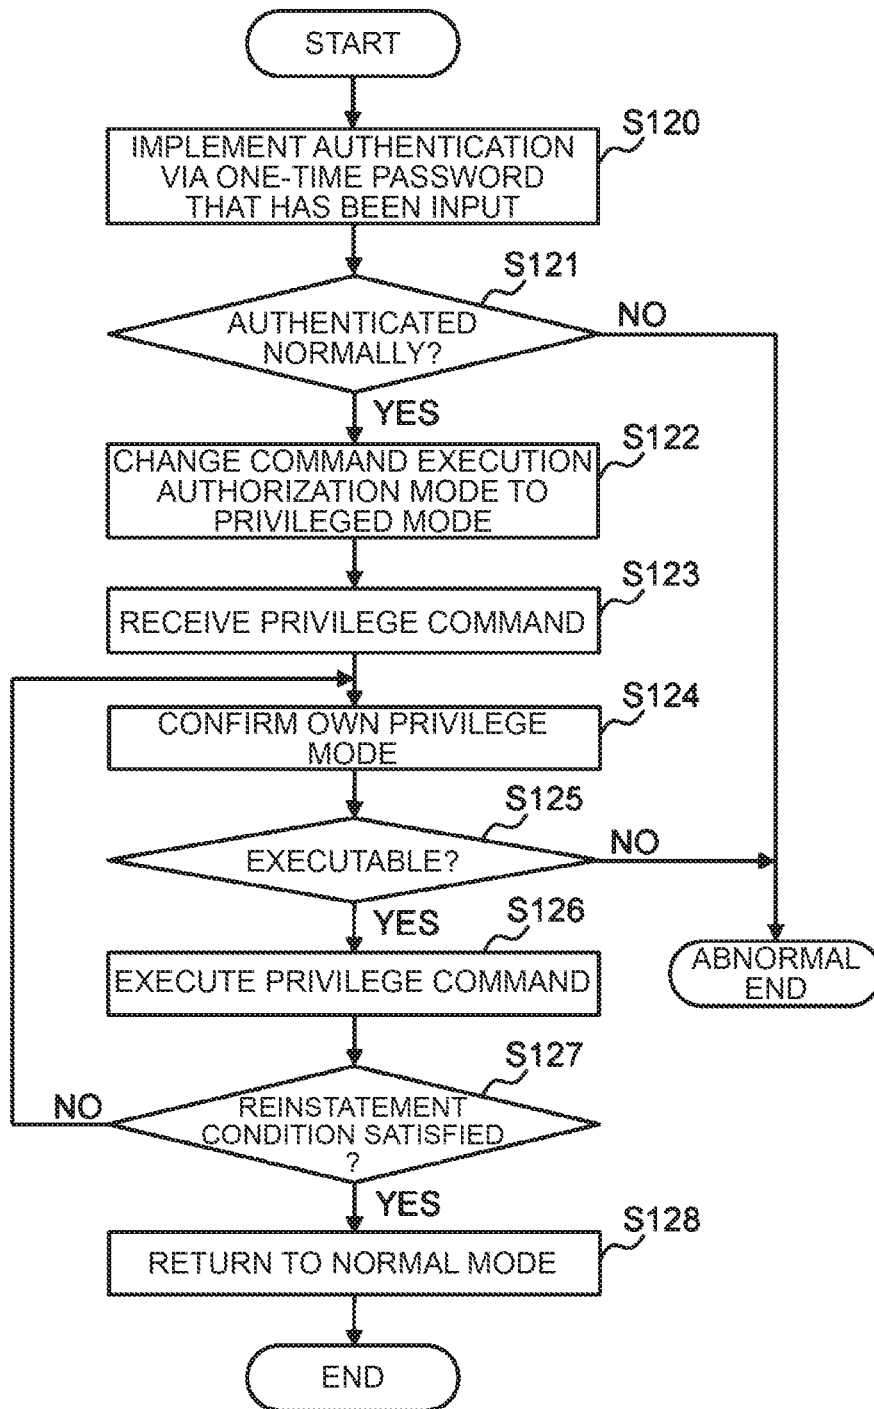 START
S120
IMPLEMENT AUTHENTICATION
VIA ONE-TIME PASSWORD
THAT HAS BEEN INPUT
S121
AUTHENTICATED
NORMALLY?
NO
YES
S122
CHANGE COMMAND EXECUTION
AUTHORIZATION MODE TO
PRIVILEGED MODE
S123
RECEIVE PRIVILEGE COMMAND
S124
CONFIRM OWN PRIVILEGE
MODE
S125
EXECUTABLE?
NO
YES
S126
EXECUTE PRIVILEGE COMMAND
ABNORMAL
END
S127
REINSTATEMENT
CONDITION SATISFIED
?
NO
YES
S128
RETURN TO NORMAL MODE
END